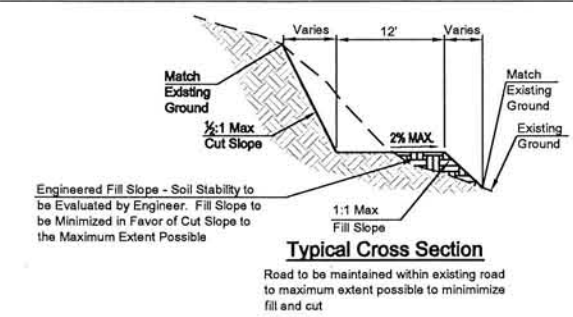 Varies
12'
Varies
Match
Existing
Ground
½:1 Max
Cut Slope
2% MAX.
Match
Existing
Ground
Existing
Ground
Engineered Fill Slope - Soil Stability to
be Evaluated by Engineer. Fill Slope to
be Minimized in Favor of Cut Slope to
the Maximum Extent Possible
1:1 Max
Fill Slope
Typical Cross Section
Road to be maintained within existing road
to maximum extent possible to minimimize
fill and cut